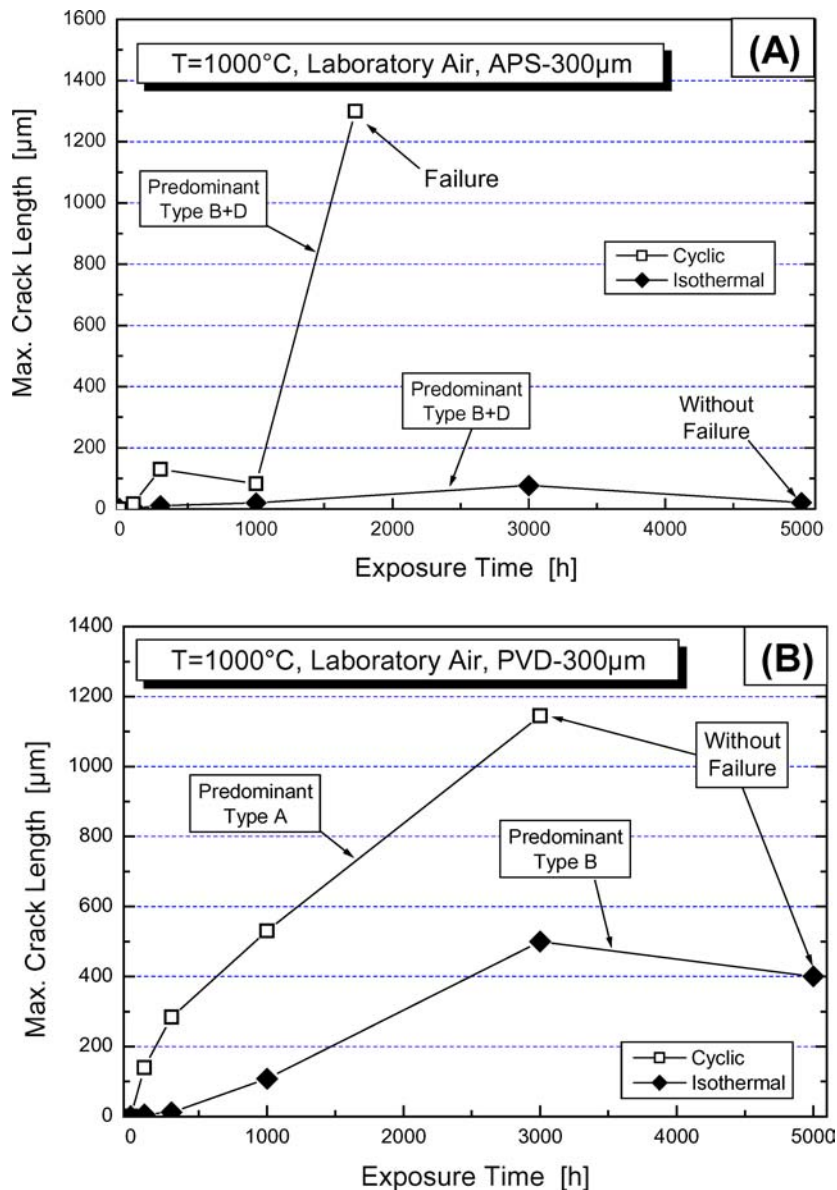 T=1000°C, Laboratory Air, APS-300µm
(A)
1600
1400
1200
1000
800
600
400
200
0
Max. Crack Length [µm]
Predominant
Type B+D
Failure
Cyclic
Isothermal
Predominant
Type B+D
Without
Failure
0 1000 2000 3000 4000 5000
Exposure Time [h]
T=1000°C, Laboratory Air, PVD-300µm
(B)
1400
1200
1000
800
600
400
200
0
Max. Crack Length [µm]
Predominant
Type A
Without
Failure
Predominant
Type B
Cyclic
Isothermal
0 1000 2000 3000 4000 5000
Exposure Time [h]